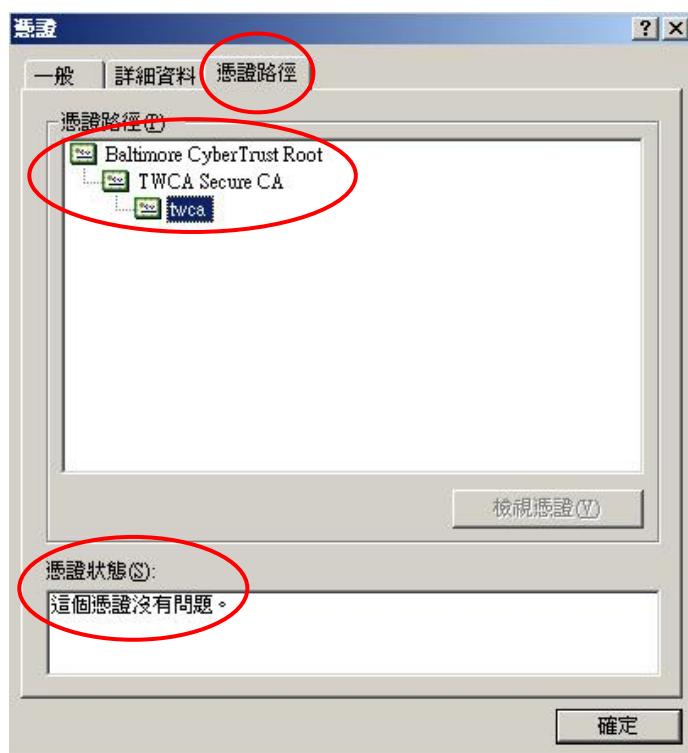 憑證
一般
詳細資料
憑證路徑
憑證路徑(P)
Baltimore CyberTrust Root
TWCA Secure CA
twca
檢視憑證(V)
憑證狀態(S):
這個憑證沒有問題。
確定